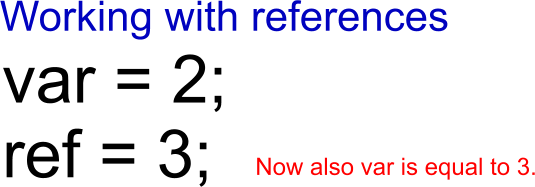 Working with references
var = 2;
ref = 3;
Now also var is equal to 3.